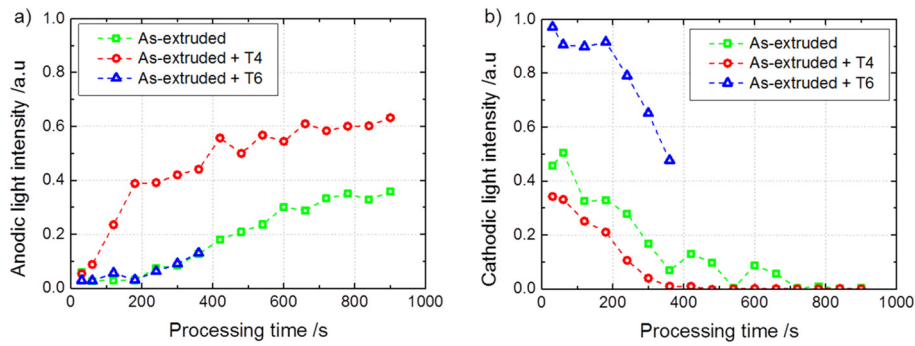 a)
As-extruded
As-extruded + T4
As-extruded + T6
Anodic light intensity /a.u
1.0
0.8
0.6
0.4
0.2
0.0
0 200 400 600 800 1000
Processing time /s
b)
As-extruded
As-extruded + T4
As-extruded + T6
Cathodic light intensity /a.u
1.0
0.8
0.6
0.4
0.2
0.0
0 200 400 600 800 1000
Processing time /s